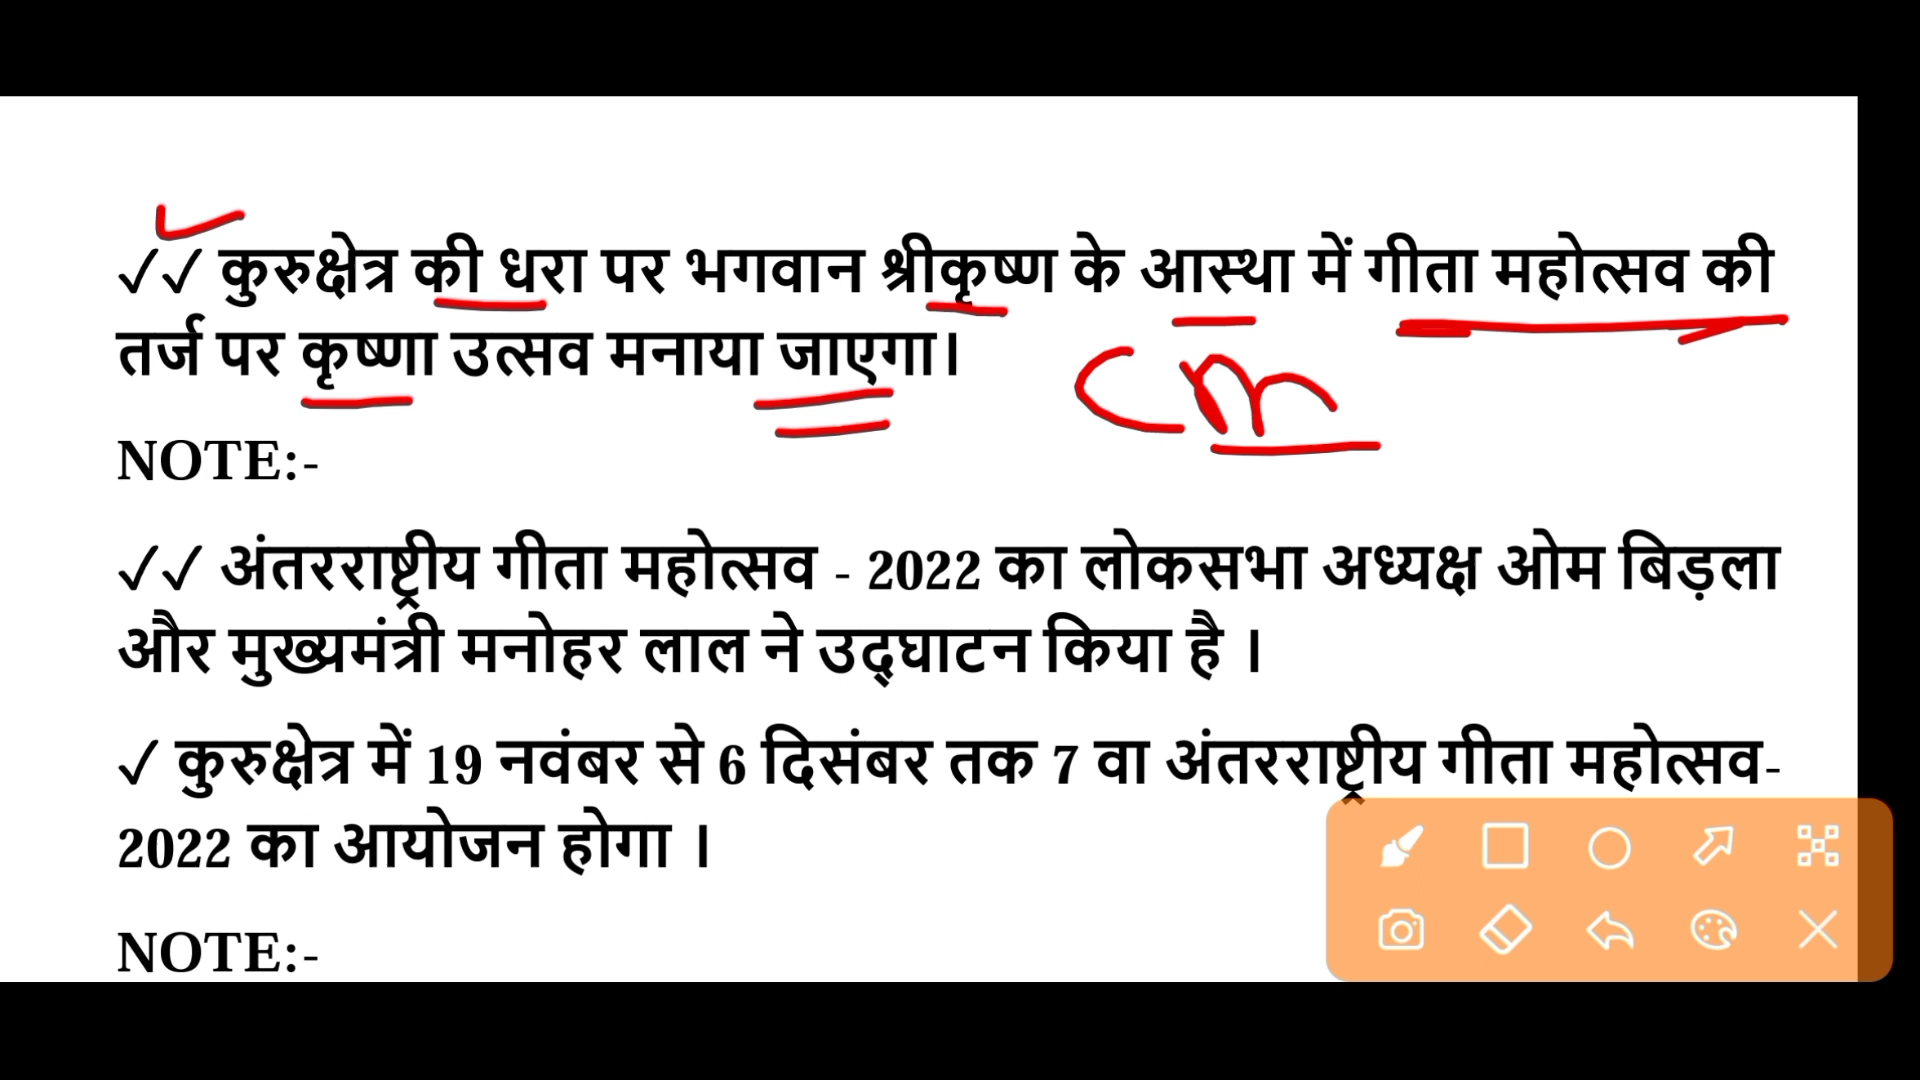 ✓✓ कुरुक्षेत्र की धरा पर भगवान श्रीकृष्ण के आस्था में गीता महोत्सव की
तर्ज पर कृष्णा उत्सव मनाया जाएगा।
cm
NOTE:-
✓✓ अंतरराष्ट्रीय गीता महोत्सव - 2022 का लोकसभा अध्यक्ष ओम बिड़ला
और मुख्यमंत्री मनोहर लाल ने उद्घाटन किया है ।
✓ कुरुक्षेत्र में 19 नवंबर से 6 दिसंबर तक 7 वा अंतरराष्ट्रीय गीता महोत्सव-
2022 का आयोजन होगा ।
NOTE:-